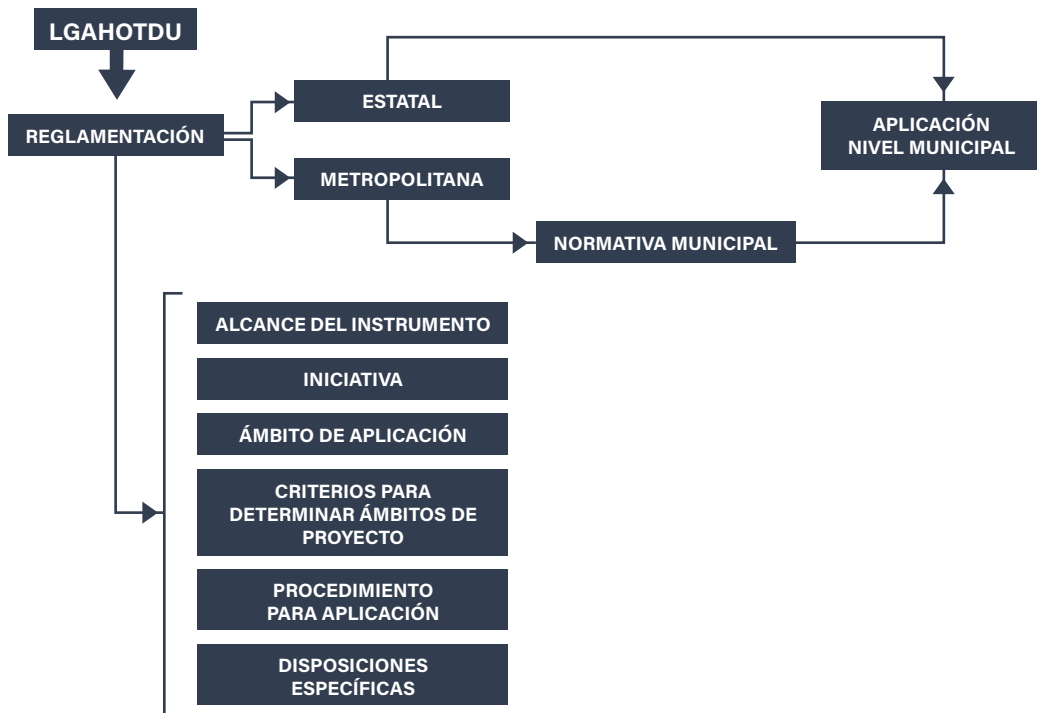 LGAHOTDU
REGLAMENTACIÓN
ESTATAL
METROPOLITANA
APLICACIÓN
NIVEL MUNICIPAL
NORMATIVA MUNICIPAL
ALCANCE DEL INSTRUMENTO
INICIATIVA
ÁMBITO DE APLICACIÓN
CRITERIOS PARA
DETERMINAR ÁMBITOS DE
PROYECTO
PROCEDIMIENTO
PARA APLICACIÓN
DISPOSICIONES
ESPECÍFICAS